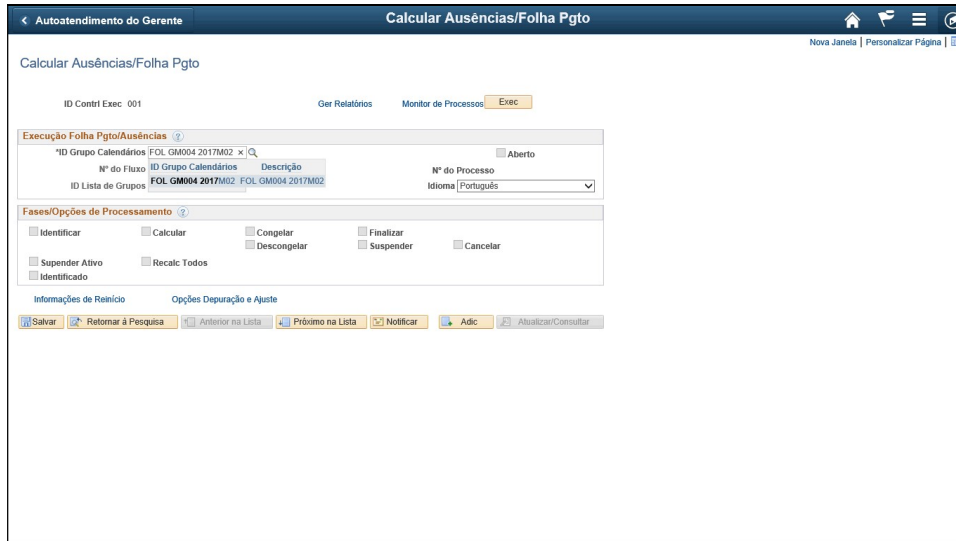 Autoatendimento do Gerente
Calcular Ausências/Folha Pgto
Nova Janela | Personalizar Página |
Calcular Ausências/Folha Pgto
ID Contrl Exec 001 Ger Relatórios Monitor de Processos Exec
Execução Folha Pgto/Ausências ?
*ID Grupo Calendários FOL GM004 2017M02 × Aberto
Nº do Fluxo ID Grupo Calendários Descrição Nº do Processo
ID Lista de Grupos FOL GM004 2017M02 FOL GM004 2017M02 Idioma Português
Fases/Opções de Processamento ?
Identificar Calcular Congelar Finalizar
Descongelar Suspender Cancelar
Supender Ativo Recalc Todos
Identificado
Informações de Reinício Opções Depuração e Ajuste
Salvar Retornar à Pesquisa Anterior na Lista Próximo na Lista Notificar Adic Atualizar/Consultar